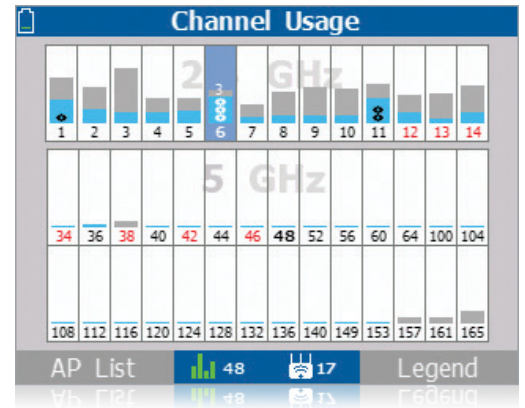 Channel Usage
2.4 GHz
3
1 2 3 4 5 6 7 8 9 10 11 12 13 14
5 GHz
34 36 38 40 42 44 46 48 52 56 60 64 100 104
108 112 116 120 124 128 132 136 140 149 153 157 161 165
AP List 48 17 Legend